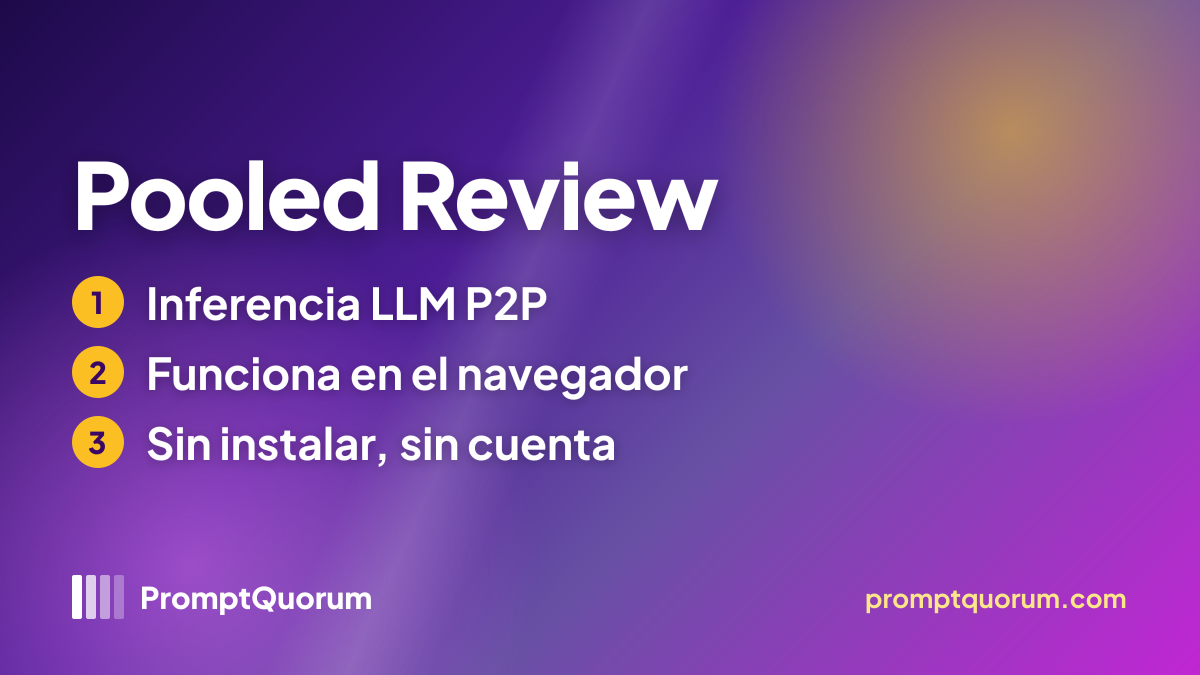 Pooled Review
1 Inferencia LLM P2P
2 Funciona en el navegador
3 Sin instalar, sin cuenta
PromptQuorum
promptquorum.com